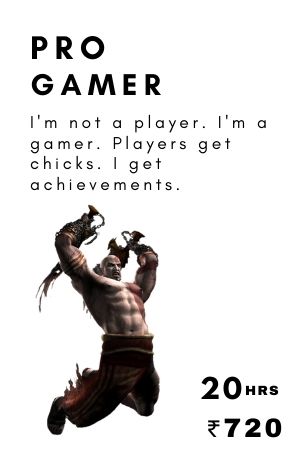 PRO
GAMER
I'm not a player. I'm a
gamer. Players get
chicks. I get
achievements.
20HRS
₹720